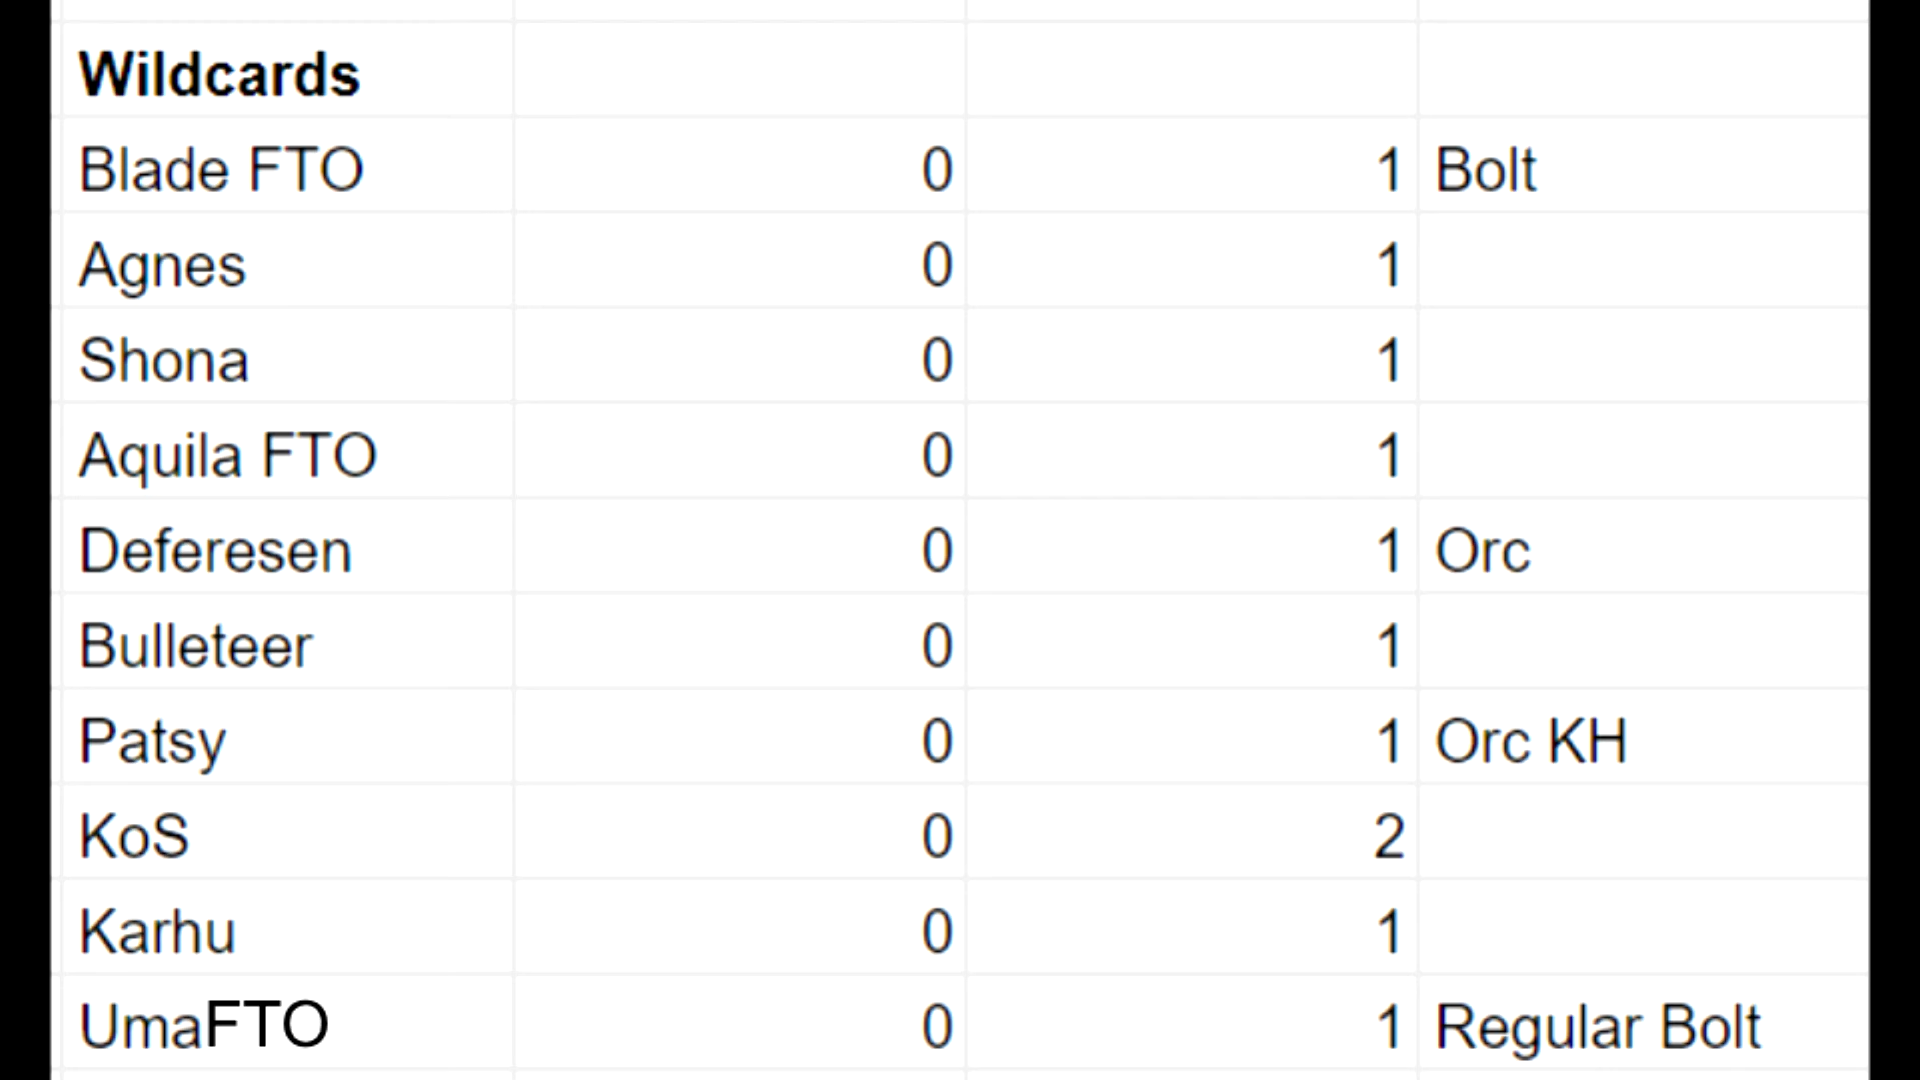 Wildcards
Blade FTO 0 1 Bolt
Agnes 0 1
Shona 0 1
Aquila FTO 0 1
Deferesen 0 1 Orc
Bulleteer 0 1
Patsy 0 1 Orc KH
KoS 0 2
Karhu 0 1
UmaFTO 0 1 Regular Bolt